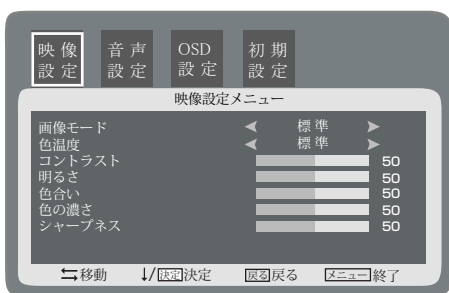 映像設定 音声設定 OSD設定 初期設定
映像設定メニュー
画像モード ◀ 標準 ▶
色温度 ◀ 標準 ▶
コントラスト 50
明るさ 50
色合い 50
色の濃さ 50
シャープネス 50
⇆移動 ↓/決定決定 戻る戻る メニュー終了